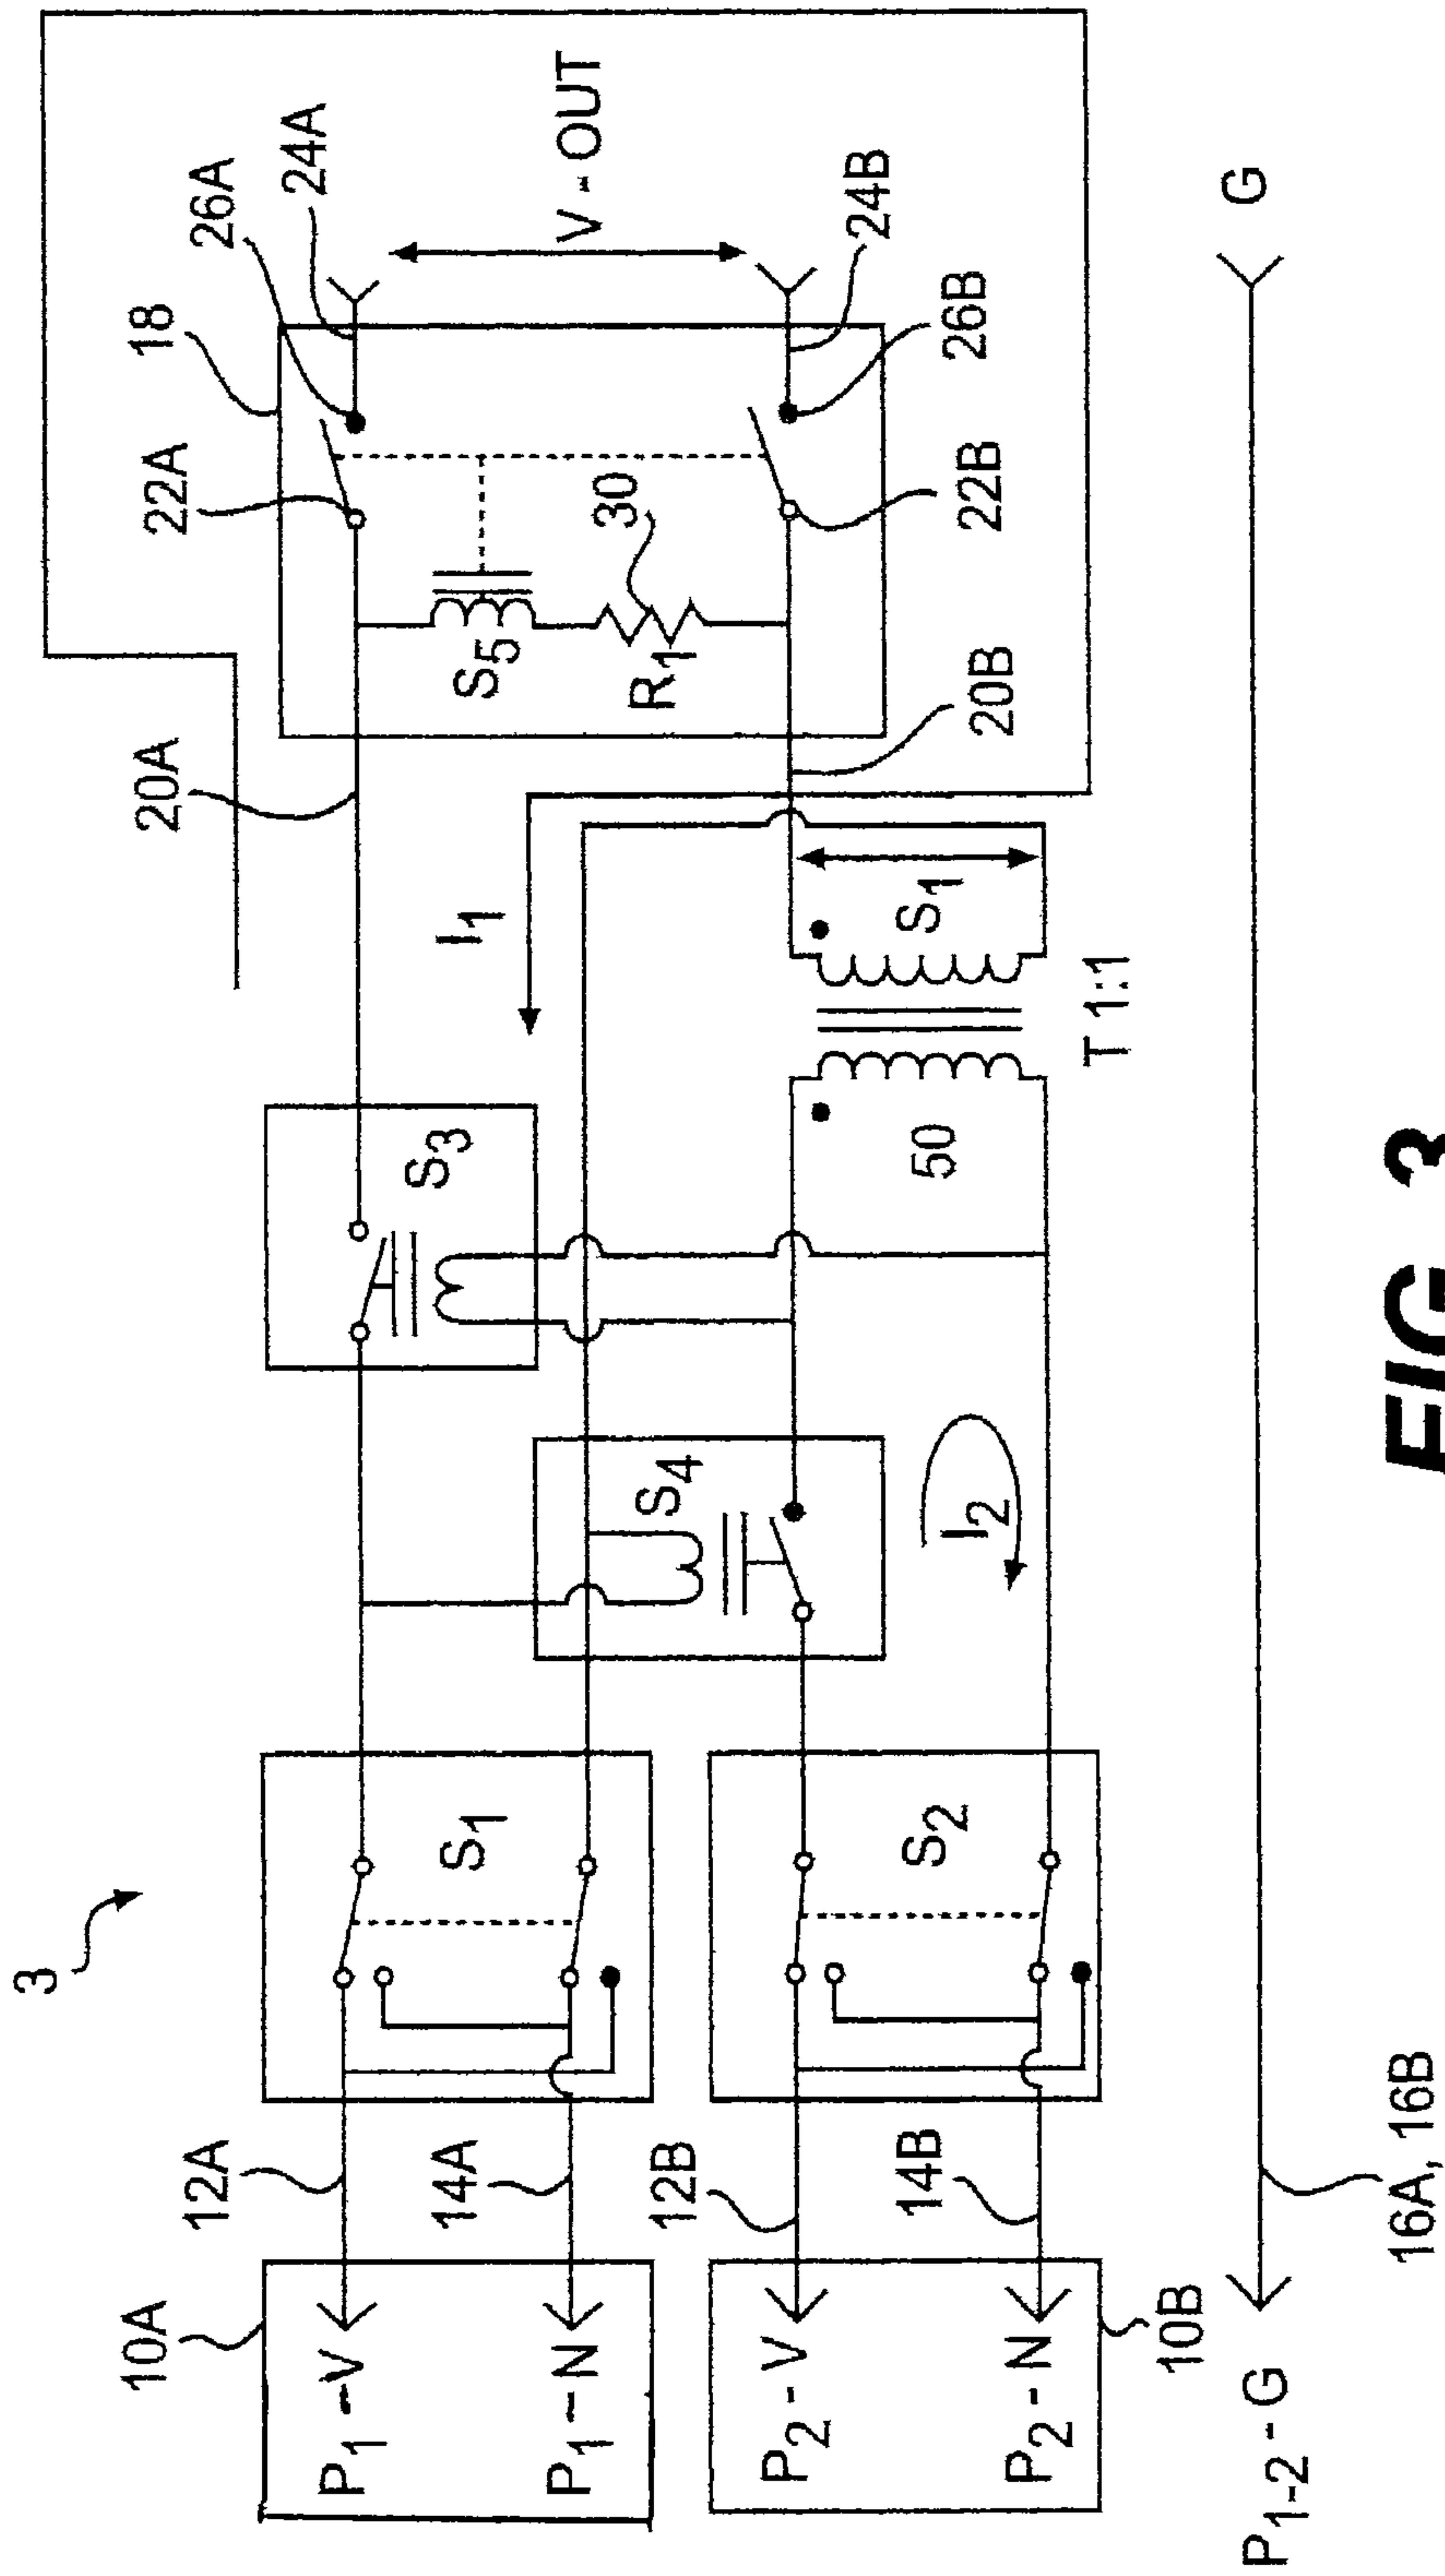 3
10A
P1 - V
P1 - N
12A
14A
S1
20A
S3
I1
18
22A
26A
24A
S5
30
R1
V - OUT
24B
26B
22B
20B
S4
I2
50
S1
T 1:1
10B
P2 - V
P2 - N
12B
14B
S2
P1-2 - G
16A, 16B
G
FIG. 3